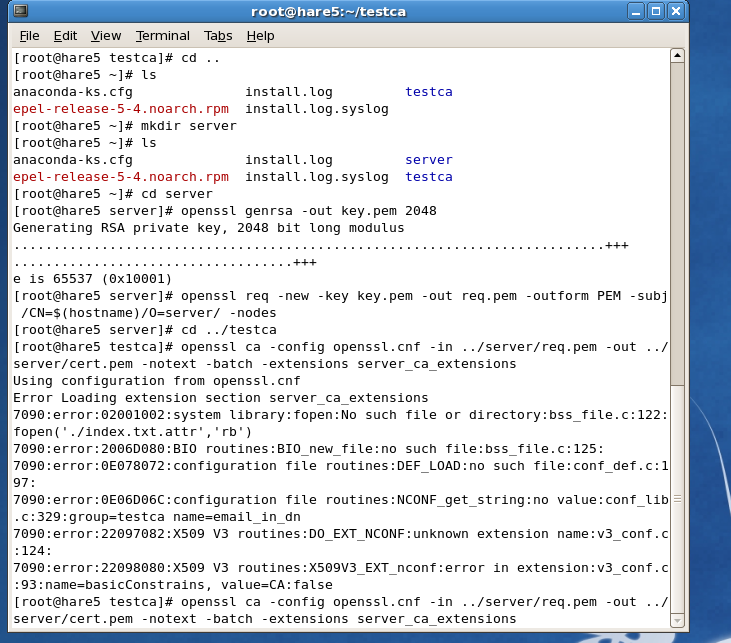 root@hare5:~/testca
File Edit View Terminal Tabs Help
[root@hare5 testca]# cd ..
[root@hare5 ~]# ls
anaconda-ks.cfg install.log testca
epel-release-5-4.noarch.rpm install.log.syslog
[root@hare5 ~]# mkdir server
[root@hare5 ~]# ls
anaconda-ks.cfg install.log server
epel-release-5-4.noarch.rpm install.log.syslog testca
[root@hare5 ~]# cd server
[root@hare5 server]# openssl genrsa -out key.pem 2048
Generating RSA private key, 2048 bit long modulus
..........................................................................+++
...................................+++
e is 65537 (0x10001)
[root@hare5 server]# openssl req -new -key key.pem -out req.pem -outform PEM -subj
/CN=$(hostname)/O=server/ -nodes
[root@hare5 server]# cd ../testca
[root@hare5 testca]# openssl ca -config openssl.cnf -in ../server/req.pem -out ../
server/cert.pem -notext -batch -extensions server_ca_extensions
Using configuration from openssl.cnf
Error Loading extension section server_ca_extensions
7090:error:02001002:system library:fopen:No such file or directory:bss_file.c:122:
fopen('./index.txt.attr','rb')
7090:error:2006D080:BIO routines:BIO_new_file:no such file:bss_file.c:125:
7090:error:0E078072:configuration file routines:DEF_LOAD:no such file:conf_def.c:1
97:
7090:error:0E06D06C:configuration file routines:NCONF_get_string:no value:conf_lib
.c:329:group=testca name=email_in_dn
7090:error:22097082:X509 V3 routines:DO_EXT_NCONF:unknown extension name:v3_conf.c
:124:
7090:error:22098080:X509 V3 routines:X509V3_EXT_nconf:error in extension:v3_conf.c
:93:name=basicConstrains, value=CA:false
[root@hare5 testca]# openssl ca -config openssl.cnf -in ../server/req.pem -out ../
server/cert.pem -notext -batch -extensions server_ca_extensions